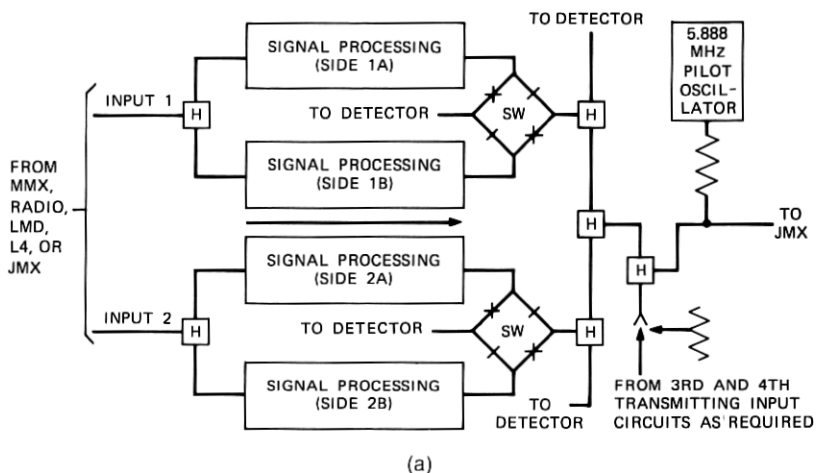 TO DETECTOR
5.888
MHz
PILOT
OSCIL-
LATOR
SIGNAL PROCESSING
(SIDE 1A)
INPUT 1
H
TO DETECTOR
SW
H
SIGNAL PROCESSING
(SIDE 1B)
FROM
MMX,
RADIO,
LMD,
L4, OR
JMX
H
TO
JMX
H
SIGNAL PROCESSING
(SIDE 2A)
INPUT 2
H
TO DETECTOR
SW
H
SIGNAL PROCESSING
(SIDE 2B)
TO
DETECTOR
FROM 3RD AND 4TH
TRANSMITTING INPUT
CIRCUITS AS REQUIRED
(a)